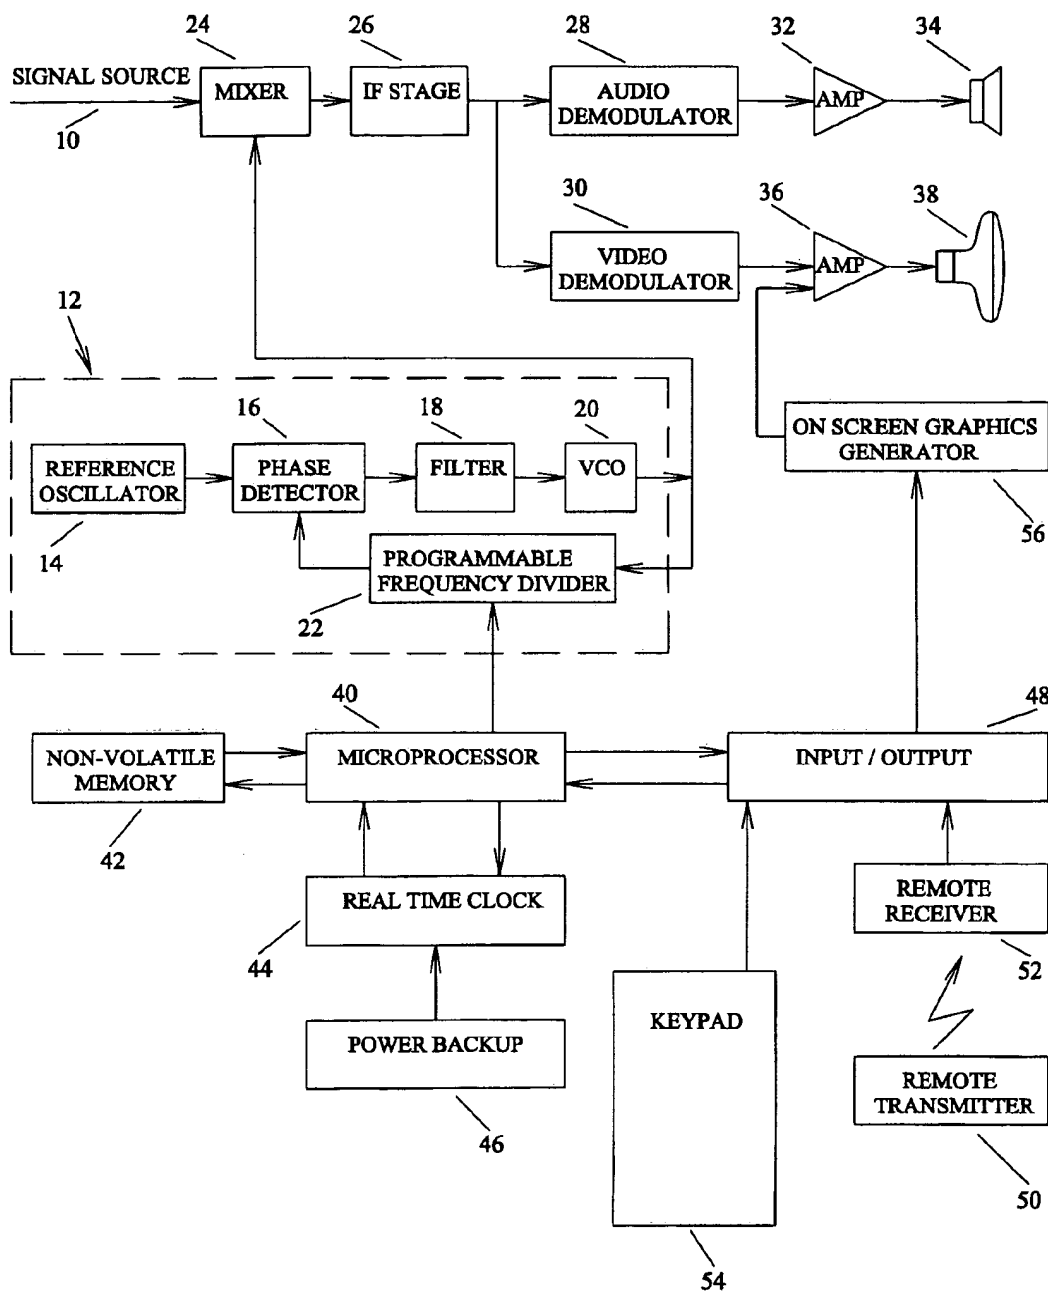 24
26
28
32
34
SIGNAL SOURCE
10
MIXER
IF STAGE
AUDIO
DEMODULATOR
AMP
30
36
38
VIDEO
DEMODULATOR
AMP
12
16
18
20
REFERENCE
OSCILLATOR
PHASE
DETECTOR
FILTER
VCO
ON SCREEN GRAPHICS
GENERATOR
14
56
PROGRAMMABLE
FREQUENCY DIVIDER
22
40
48
NON-VOLATILE
MEMORY
MICROPROCESSOR
INPUT / OUTPUT
42
REAL TIME CLOCK
REMOTE
RECEIVER
44
52
KEYPAD
POWER BACKUP
REMOTE
TRANSMITTER
46
50
54